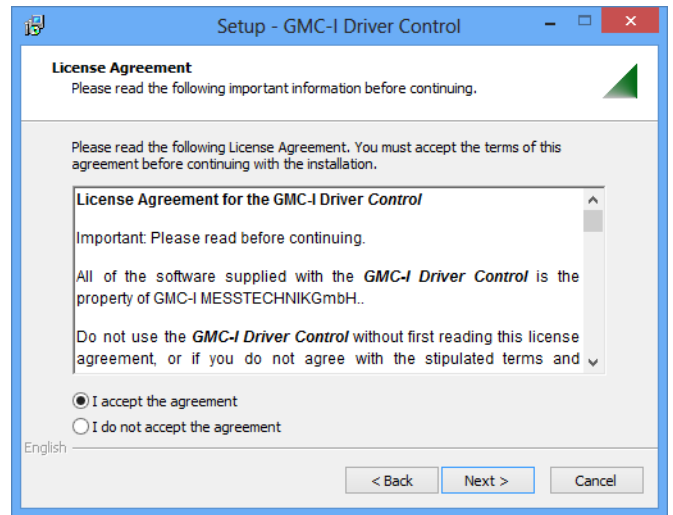 Setup - GMC-I Driver Control
License Agreement
Please read the following important information before continuing.
Please read the following License Agreement. You must accept the terms of this
agreement before continuing with the installation.
License Agreement for the GMC-I Driver Control
Important: Please read before continuing.
All of the software supplied with the GMC-I Driver Control is the
property of GMC-I MESSTECHNIKGmbH..
Do not use the GMC-I Driver Control without first reading this license
agreement, or if you do not agree with the stipulated terms and
I accept the agreement
I do not accept the agreement
English
< Back
Next >
Cancel